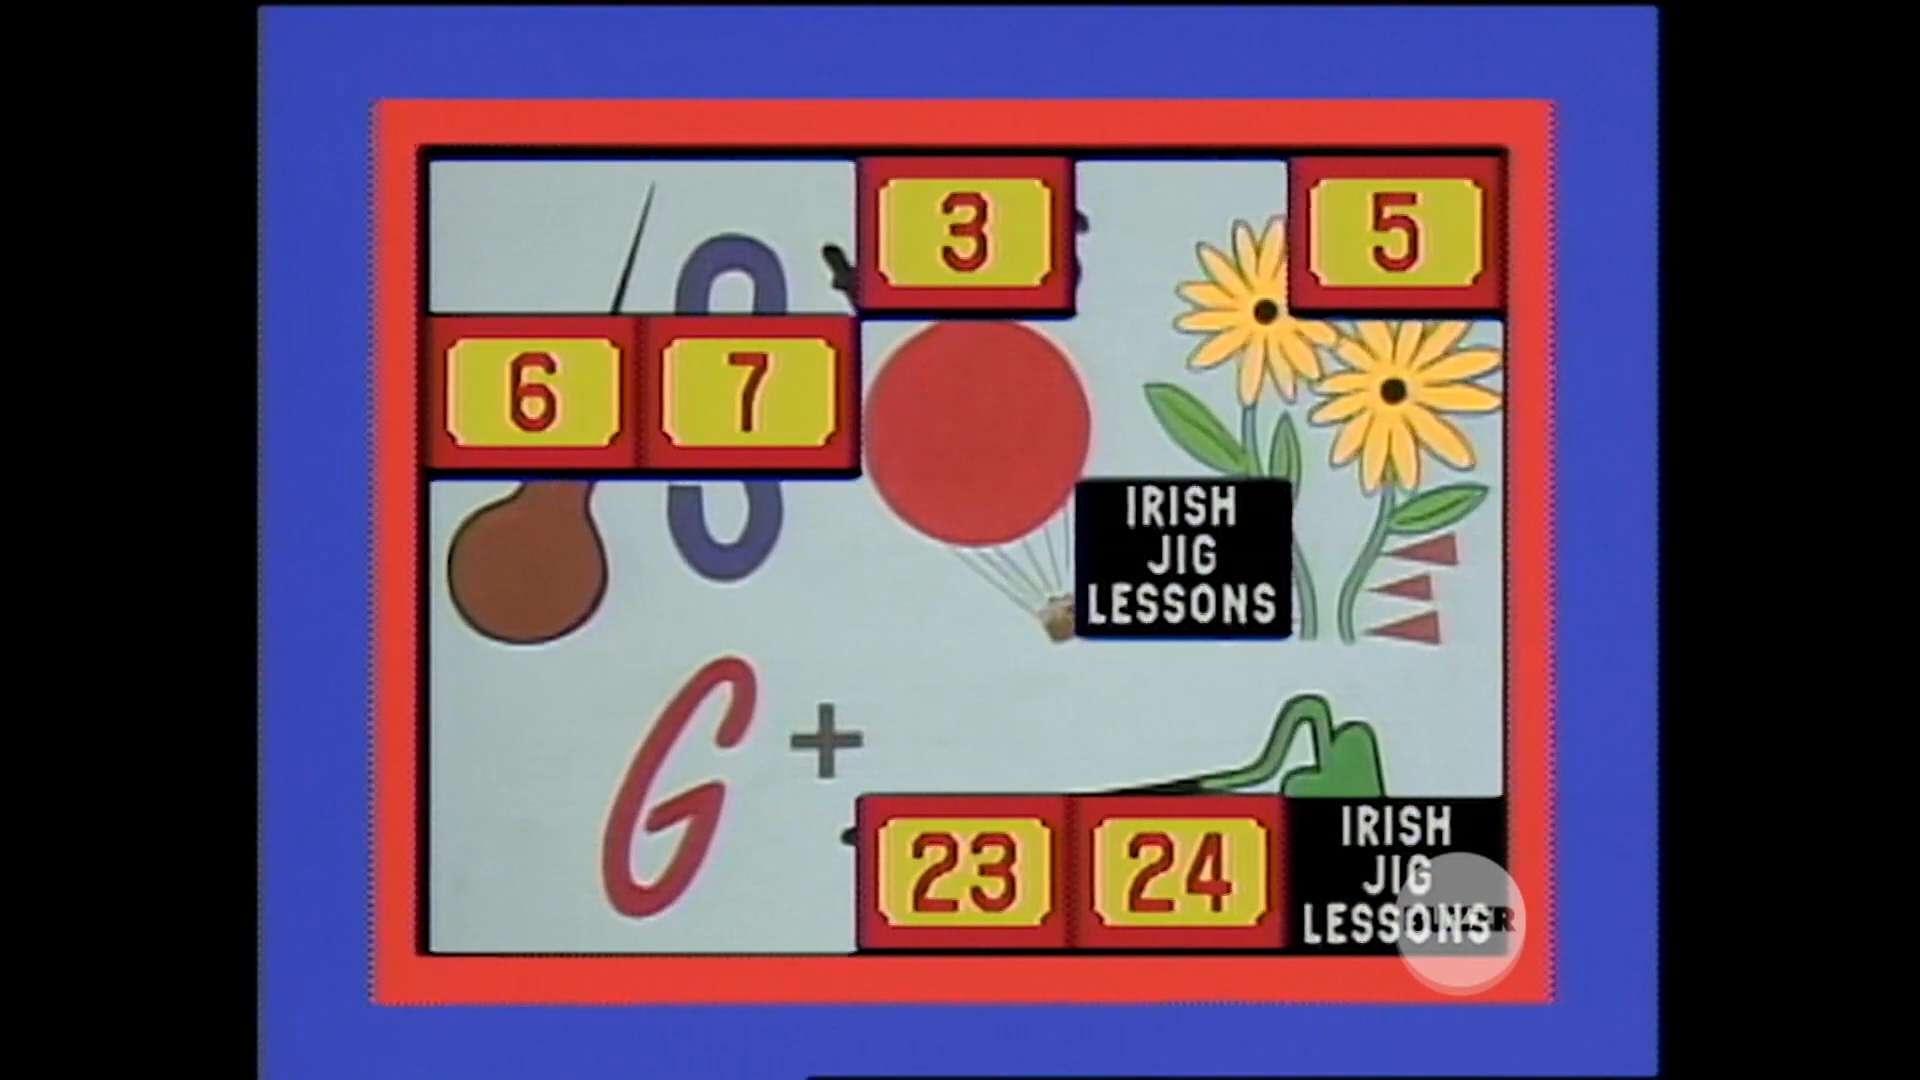 3
5
6 7
IRISH
JIG
LESSONS
G +
23 24
IRISH
JIG
LESSONS